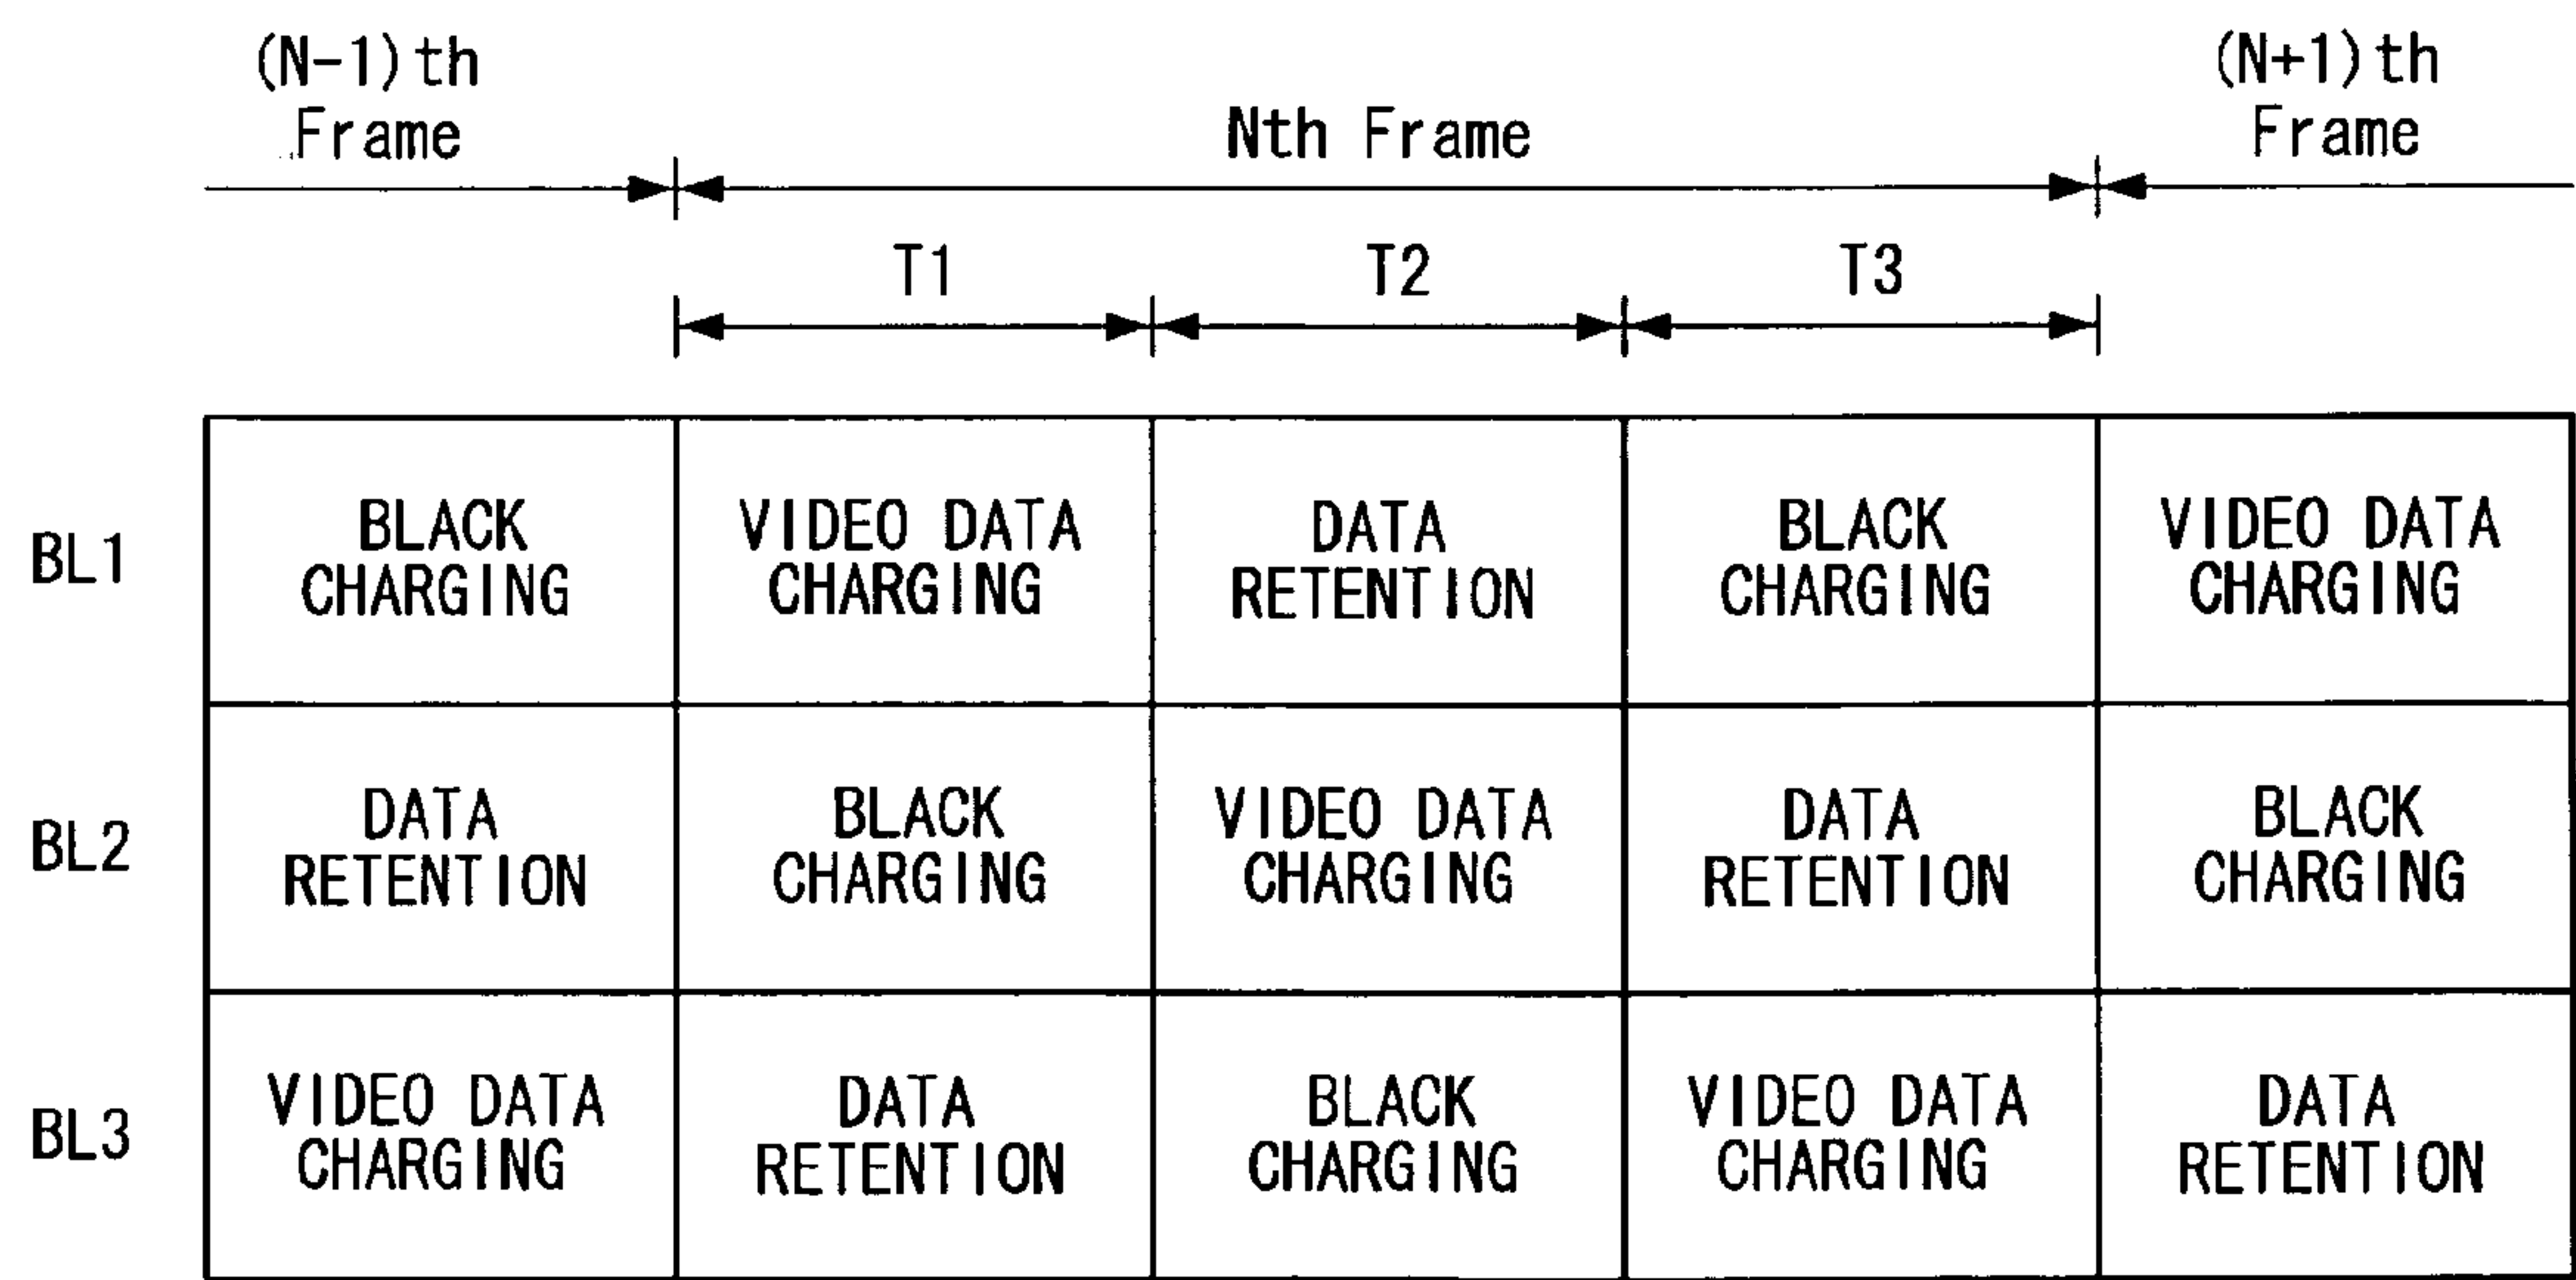 (N-1)th
Frame
Nth Frame
(N+1)th
Frame
T1
T2
T3
BL1
BLACK
CHARGING
VIDEO DATA
CHARGING
DATA
RETENTION
BLACK
CHARGING
VIDEO DATA
CHARGING
BL2
DATA
RETENTION
BLACK
CHARGING
VIDEO DATA
CHARGING
DATA
RETENTION
BLACK
CHARGING
BL3
VIDEO DATA
CHARGING
DATA
RETENTION
BLACK
CHARGING
VIDEO DATA
CHARGING
DATA
RETENTION